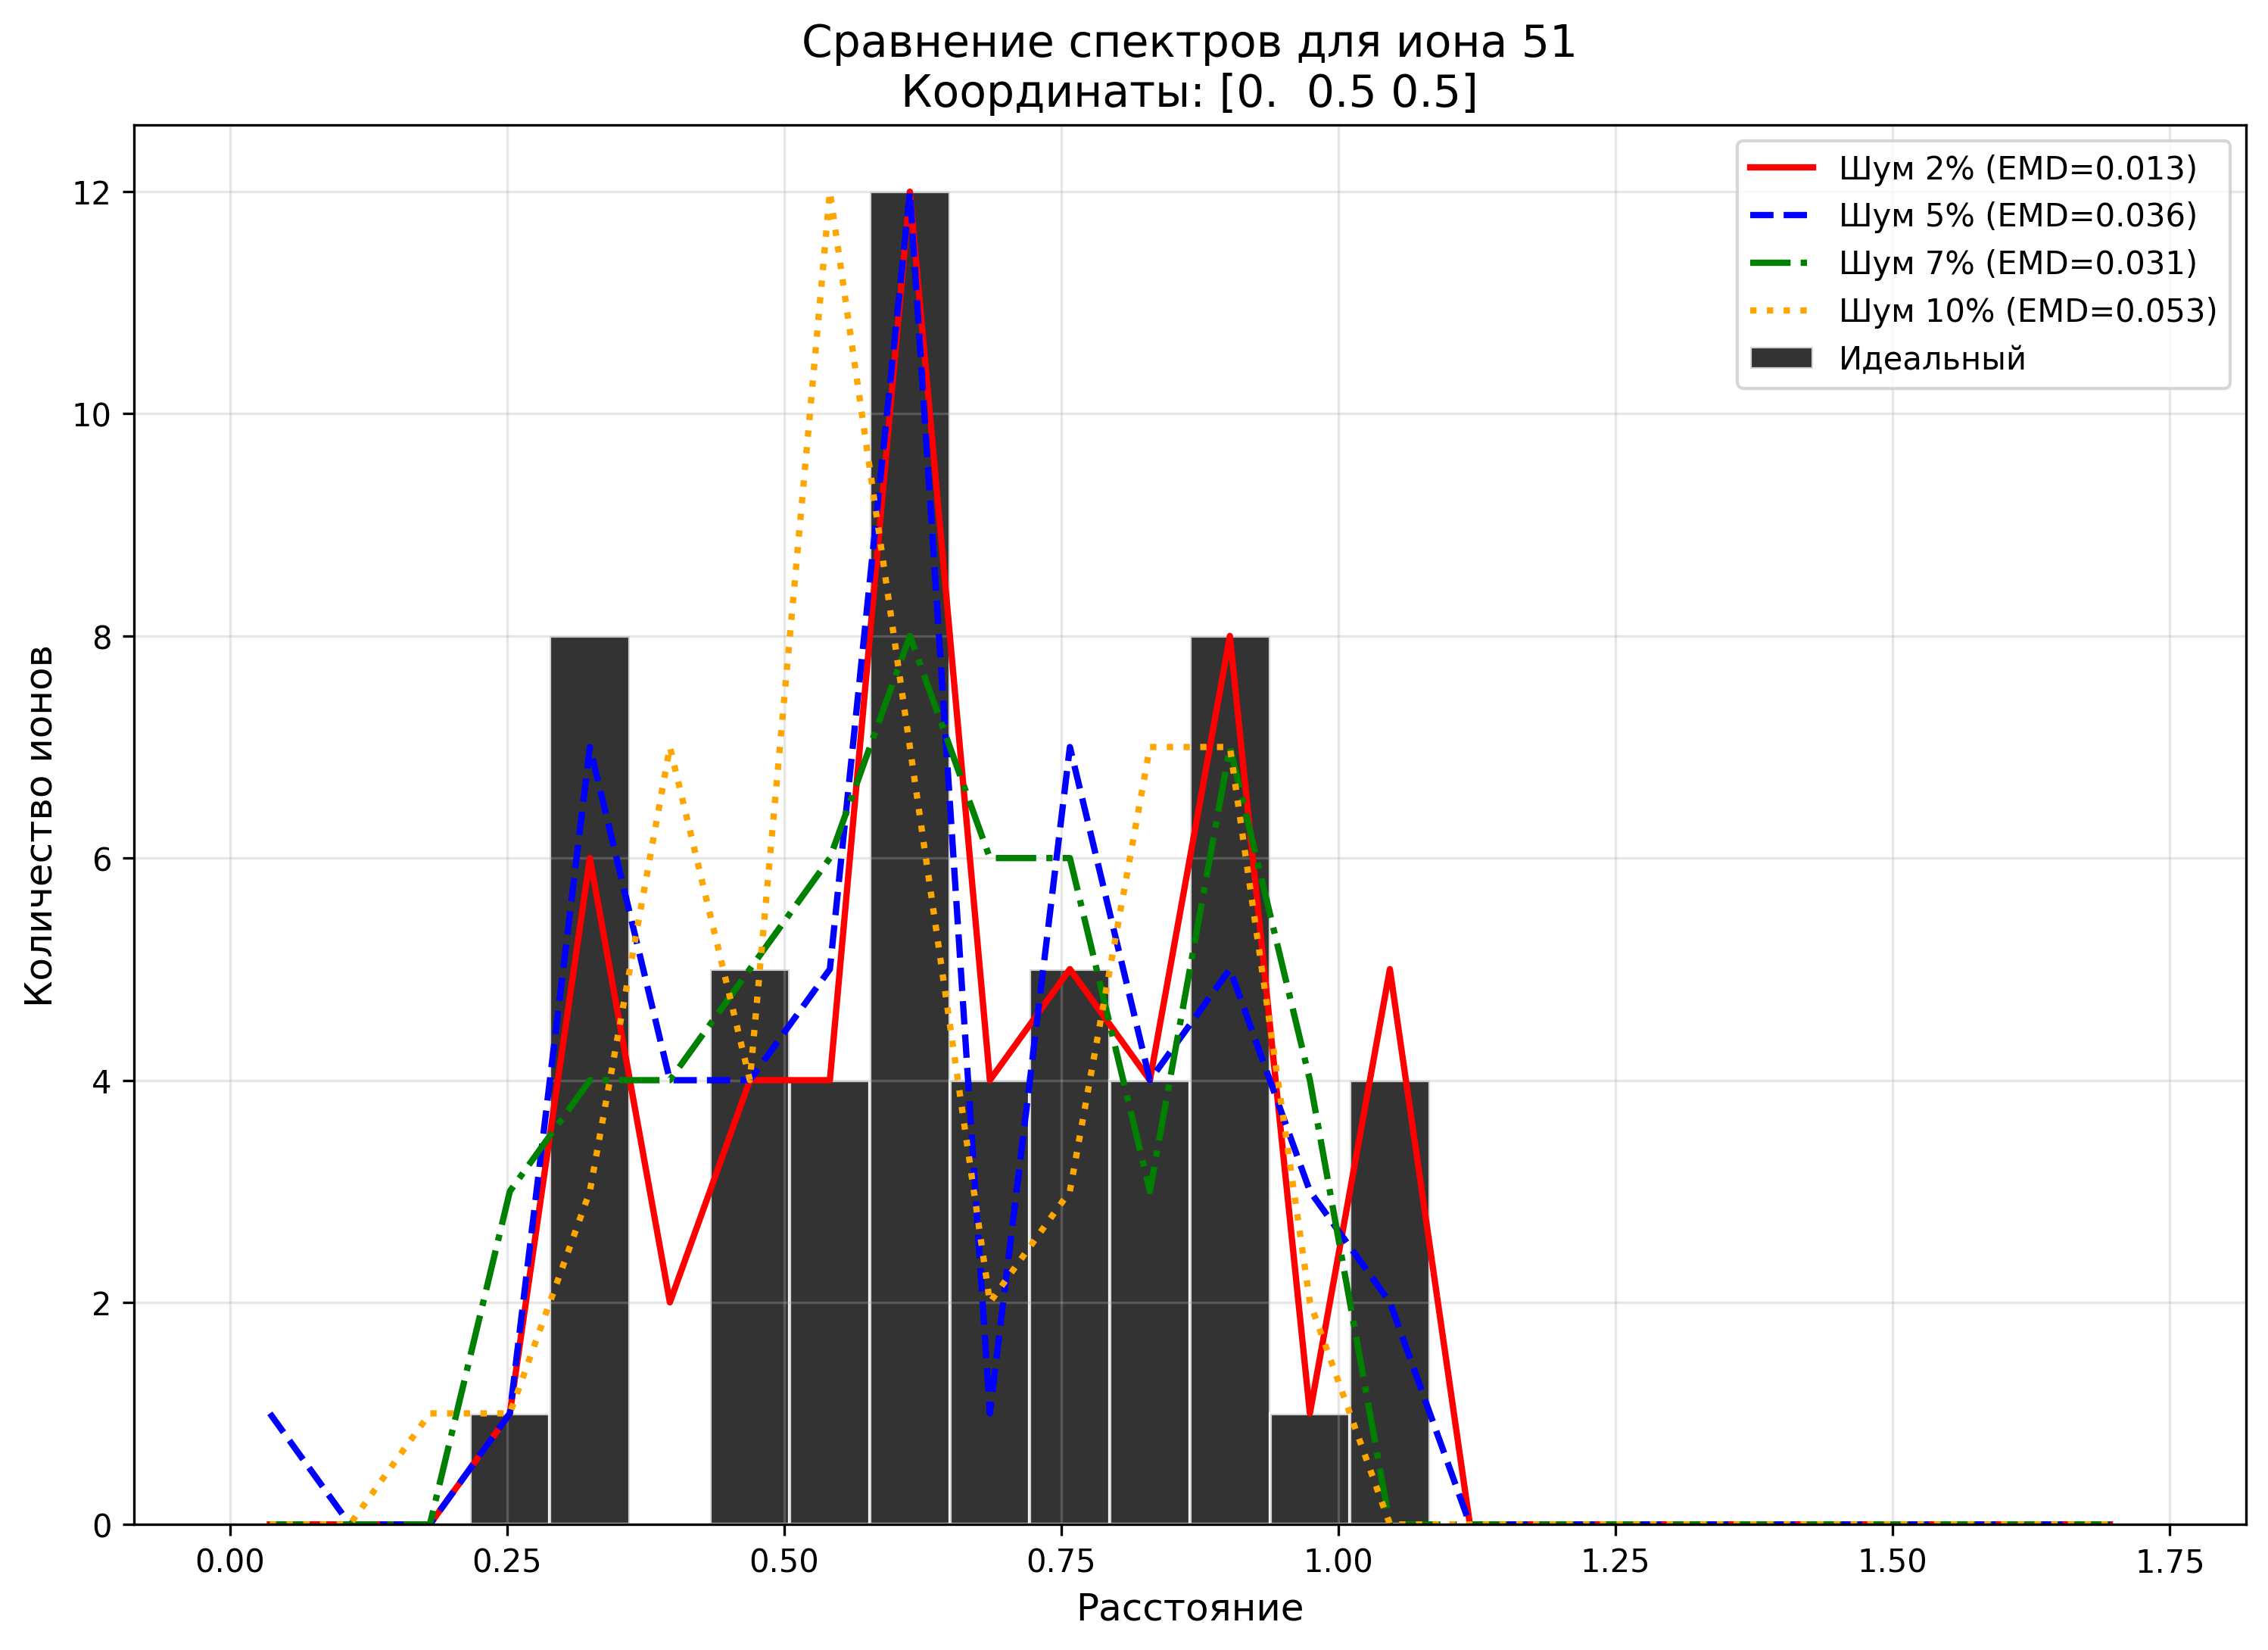 Сравнение спектров для иона 51
Координаты: [0.  0.5 0.5]
Шум 2% (EMD=0.013)
Шум 5% (EMD=0.036)
Шум 7% (EMD=0.031)
Шум 10% (EMD=0.053)
Идеальный
Количество ионов
12
10
8
6
4
2
0
0.00 0.25 0.50 0.75 1.00 1.25 1.50 1.75
Расстояние